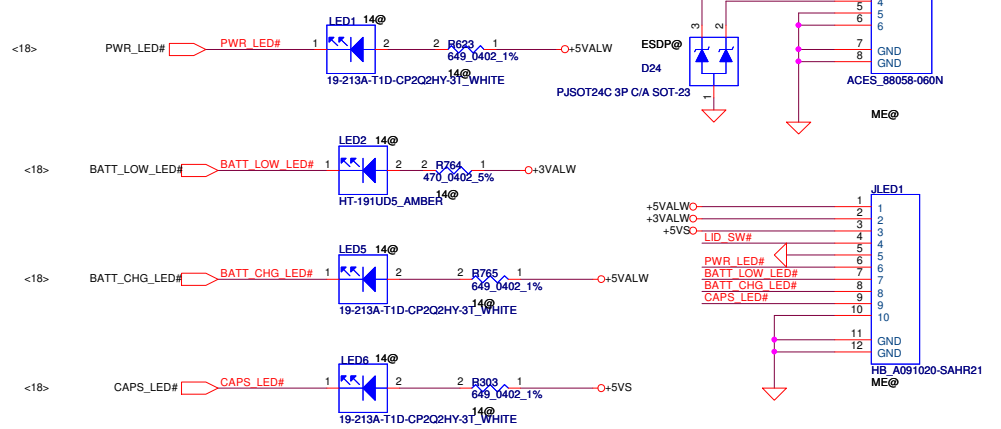 LED1 14@
<18> PWR_LED# PWR_LED# 1 2 2 R623 1 +5VALW
649_0402_1%
14@
19-213A-T1D-CP2Q2HY-3T_WHITE
3 2
ESDP@
D24
1
PJSOT24C 3P C/A SOT-23
4
5 5
6 6
7 GND
8 GND
ACES_88058-060N
ME@
LED2 14@
<18> BATT_LOW_LED# BATT_LOW_LED# 1 2 2 R764 1 +3VALW
470_0402_5%
14@
HT-191UD5_AMBER
LED5 14@
<18> BATT_CHG_LED# BATT_CHG_LED# 1 2 2 R765 1 +5VALW
649_0402_1%
14@
19-213A-T1D-CP2Q2HY-3T_WHITE
LED6 14@
<18> CAPS_LED# CAPS_LED# 1 2 2 R303 1 +5VS
649_0402_1%
14@
19-213A-T1D-CP2Q2HY-3T_WHITE
JLED1
+5VALW 1 1
+3VALW 2 2
+5VS 3 3
LID_SW# 4 4
5 5
PWR_LED# 6 6
BATT_LOW_LED# 7 7
BATT_CHG_LED# 8 8
CAPS_LED# 9 9
10 10
11 GND
12 GND
HB_A091020-SAHR21
ME@